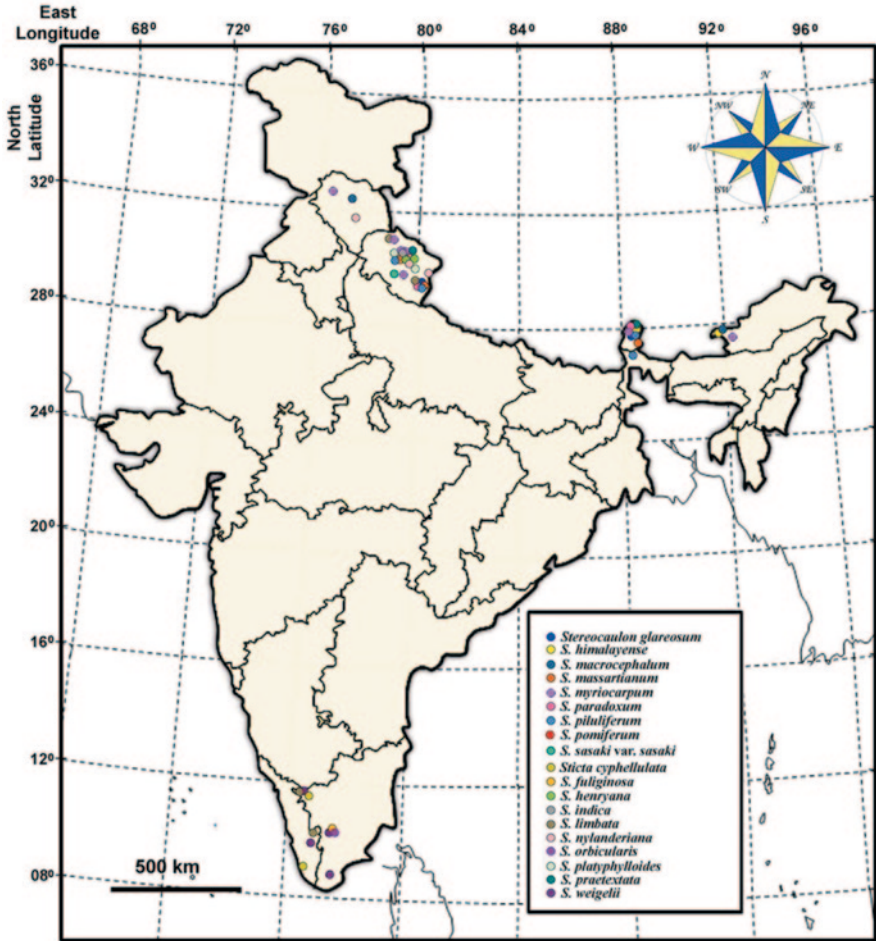 East
Longitude
68⁰ 72⁰ 76⁰ 80⁰ 84⁰ 88⁰ 92⁰ 96⁰
North
Latitude
36⁰
32⁰
28⁰
24⁰
20⁰
16⁰
12⁰
08⁰
N
NW NE
W E
SW SE
S
Stereocaulon glareosum
S. himalayense
S. macrocephalum
S. massartianum
S. myriocarpum
S. paradoxum
S. piluliferum
S. pomiferum
S. sasaki var. sasaki
Sticta cyphellulata
S. fuliginosa
S. henryana
S. indica
S. limbata
S. nylanderiana
S. orbicularis
S. platyphylloides
S. praetextata
S. weigelii
500 km